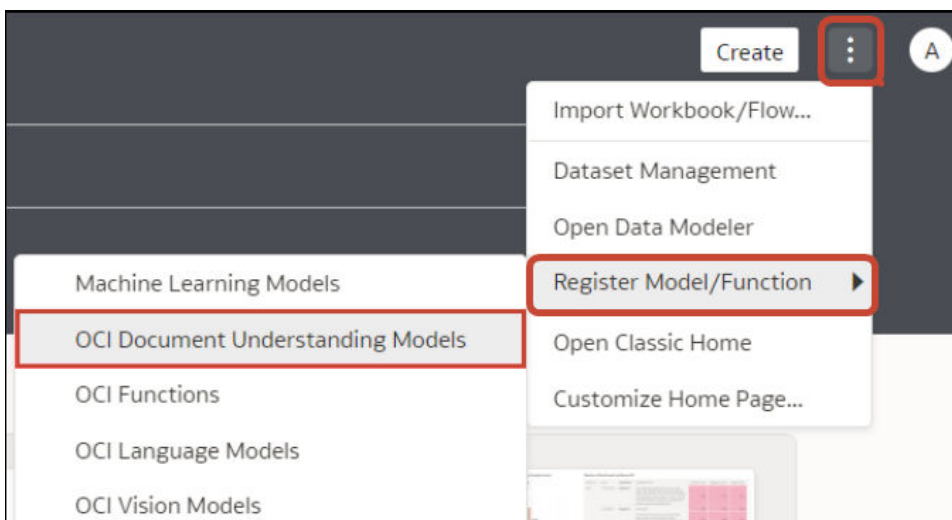 Create
A
Import Workbook/Flow...
Dataset Management
Open Data Modeler
Register Model/Function
Open Classic Home
Customize Home Page...
Machine Learning Models
OCI Document Understanding Models
OCI Functions
OCI Language Models
OCI Vision Models